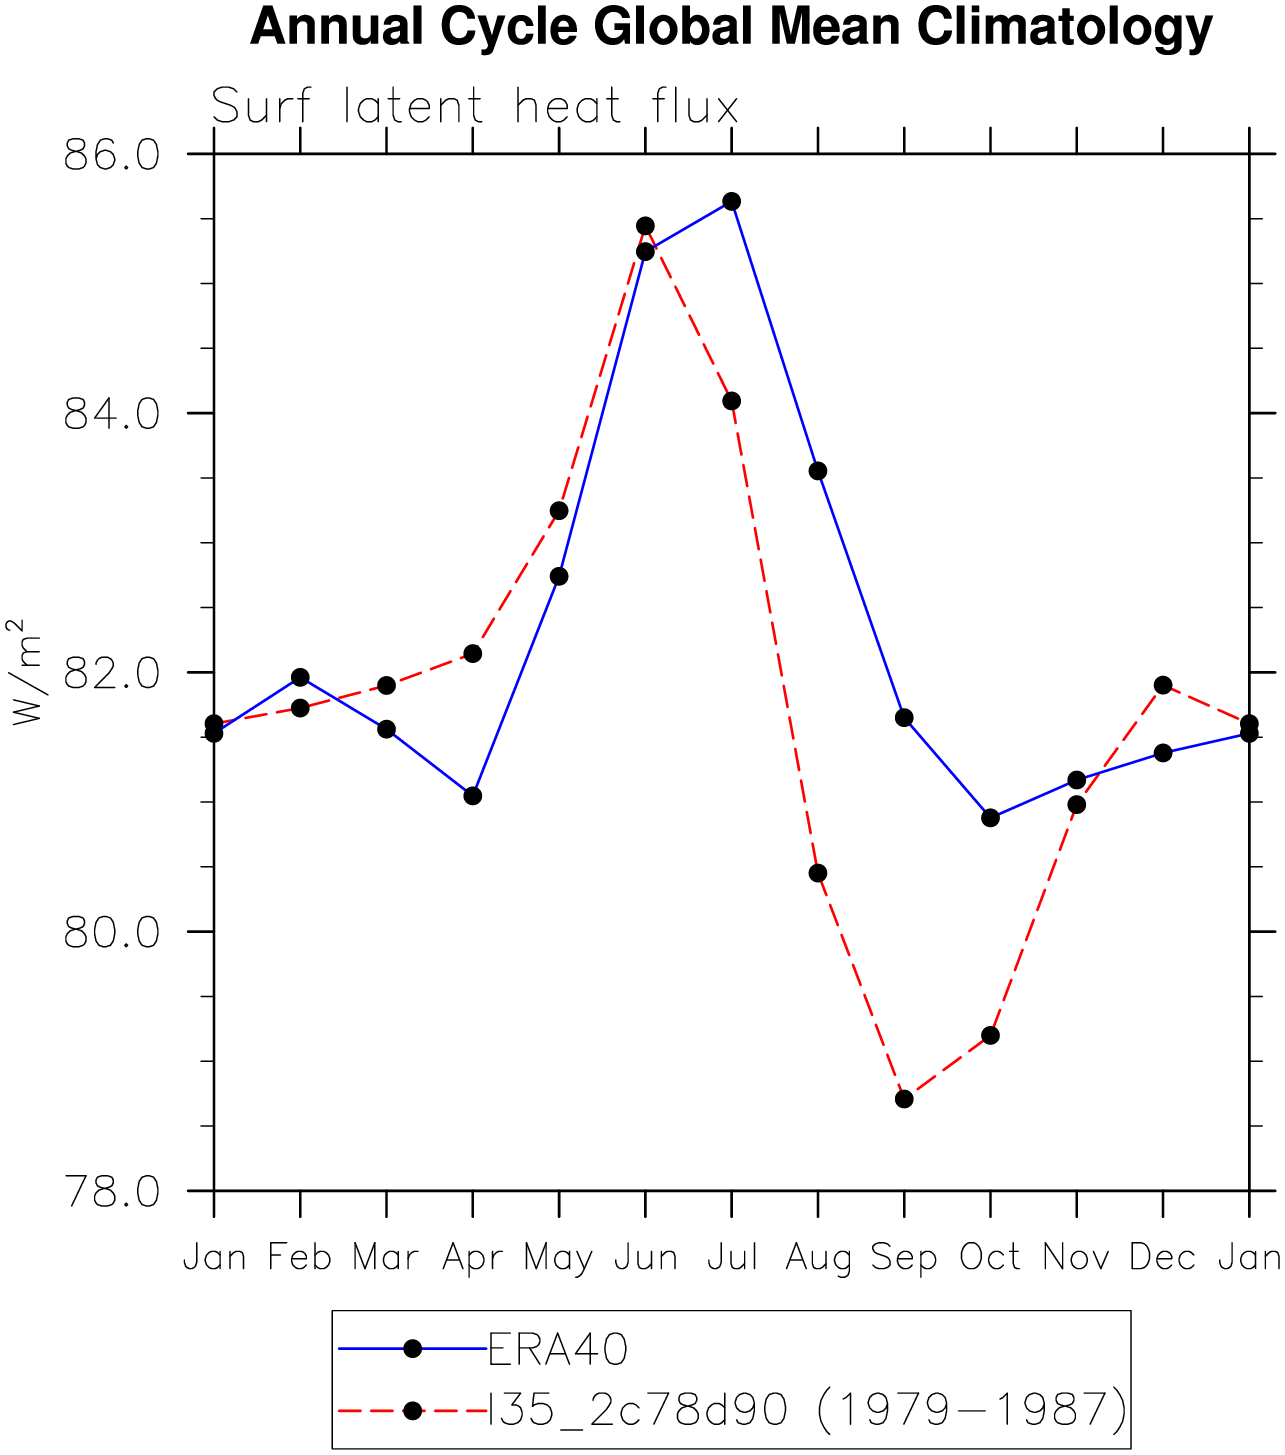 Annual Cycle Global Mean Climatology
Surf latent heat flux
86.0
84.0
82.0
80.0
78.0
W/m²
Jan Feb Mar Apr May Jun Jul Aug Sep Oct Nov Dec Jan
ERA40
I35_2c78d90 (1979−1987)